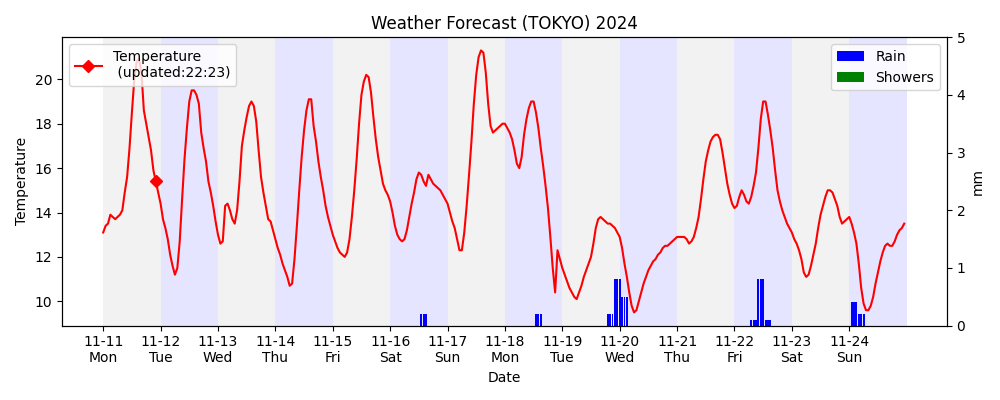 Weather Forecast (TOKYO) 2024
Temperature
(updated:22:23)
Rain
Showers
Temperature
20
18
16
14
12
10
5
4
3
2
1
0
mm
11-11 11-12 11-13 11-14 11-15 11-16 11-17 11-18 11-19 11-20 11-21 11-22 11-23 11-24
Mon Tue Wed Thu Fri Sat Sun Mon Tue Wed Thu Fri Sat Sun
Date